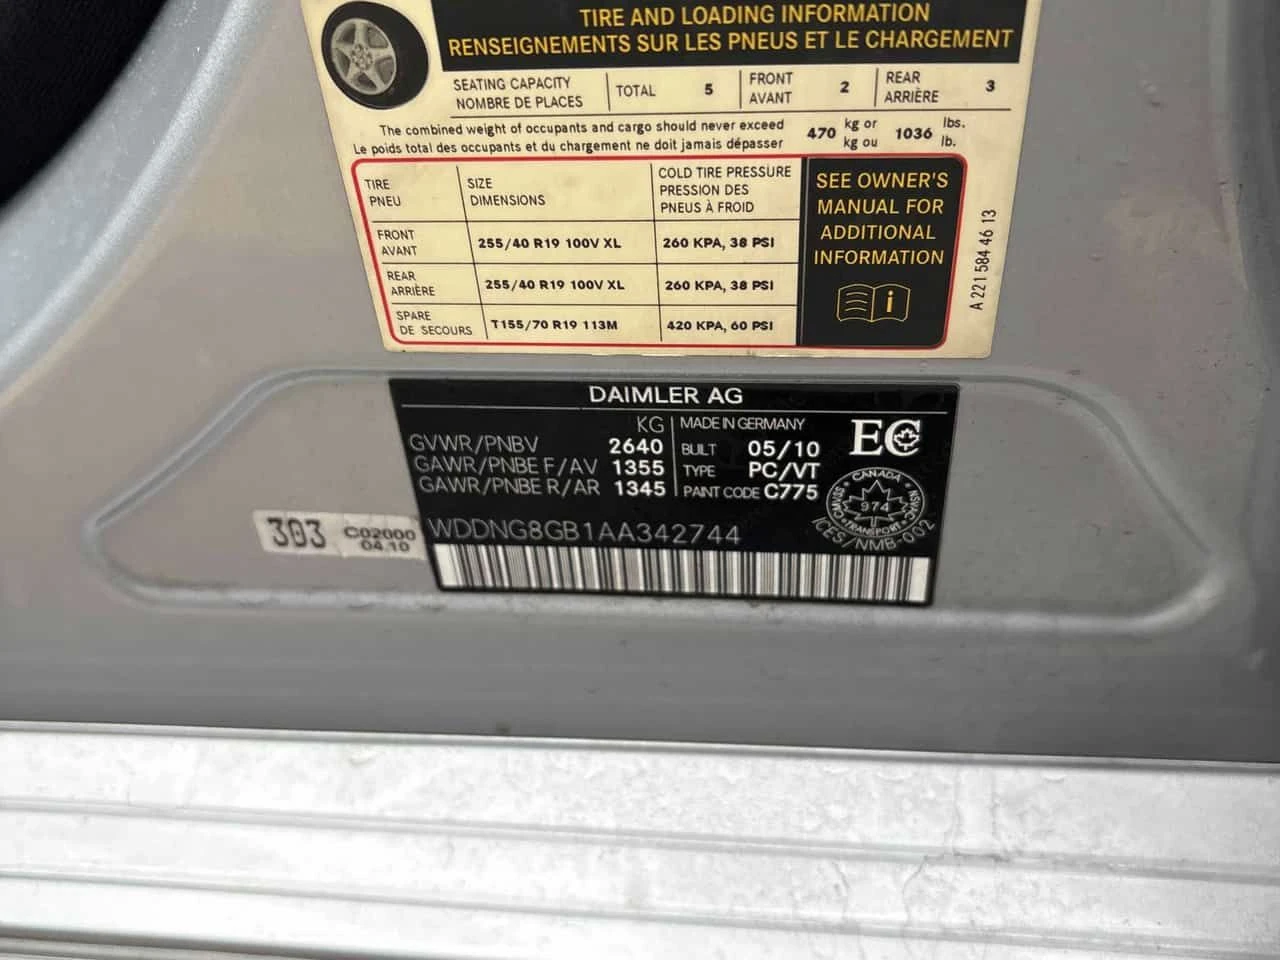 TIRE AND LOADING INFORMATION
RENSEIGNEMENTS SUR LES PNEUS ET LE CHARGEMENT
SEATING CAPACITY
NOMBRE DE PLACES
TOTAL 5
FRONT
AVANT 2
REAR
ARRIÈRE 3
The combined weight of occupants and cargo should never exceed
Le poids total des occupants et du chargement ne doit jamais dépasser
470 kg or
kg ou
1036 lbs.
lb.
TIRE
PNEU
SIZE
DIMENSIONS
COLD TIRE PRESSURE
PRESSION DES
PNEUS À FROID
FRONT
AVANT
255/40 R19 100V XL
260 KPA, 38 PSI
REAR
ARRIÈRE
255/40 R19 100V XL
260 KPA, 38 PSI
SPARE
DE SECOURS
T155/70 R19 113M
420 KPA, 60 PSI
SEE OWNER'S
MANUAL FOR
ADDITIONAL
INFORMATION
i
A 221 584 46 13
DAIMLER AG
KG
GVWR/PNBV 2640
GAWR/PNBE F/AV 1355
GAWR/PNBE R/AR 1345
MADE IN GERMANY
BUILT 05/10
TYPE PC/VT
PAINT CODE C775
EC
CANADA
974
TRANSPORT
ICES/NMB-002
WDDNG8GB1AA342744
303
C02000
04.10